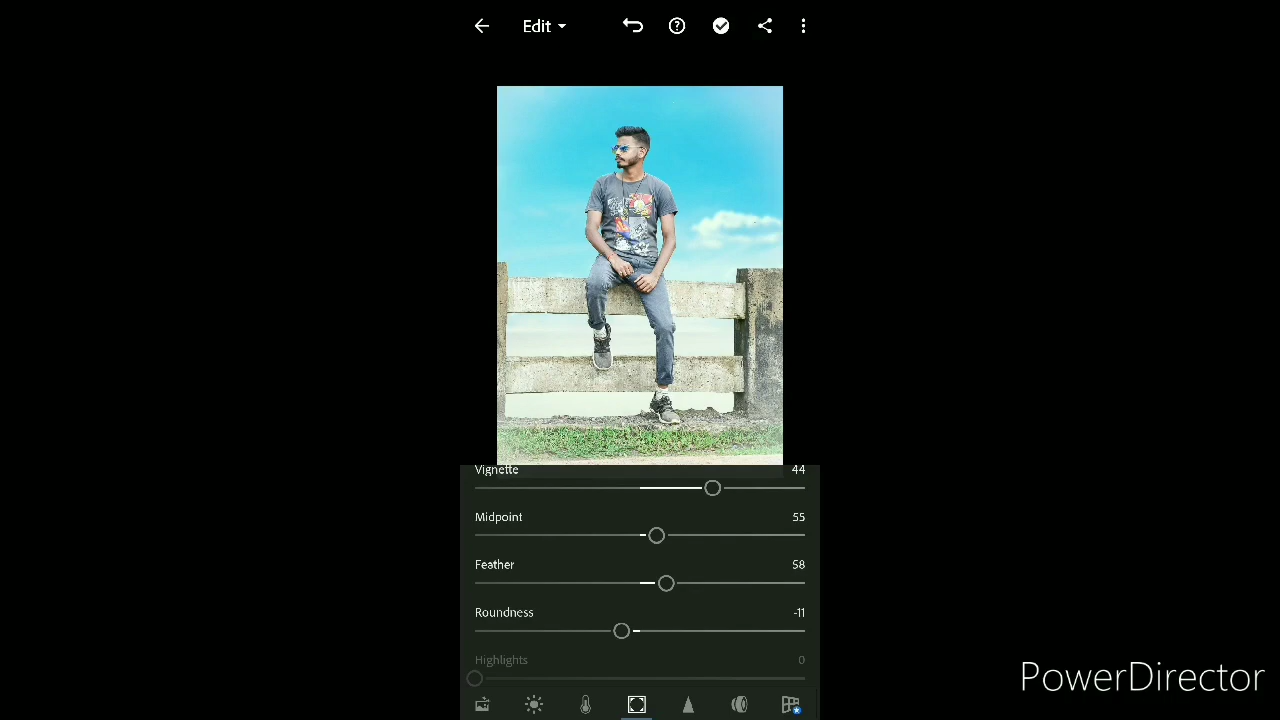 Edit
Vignette 44
Midpoint 55
Feather 58
Roundness -11
Highlights 0
PowerDirector